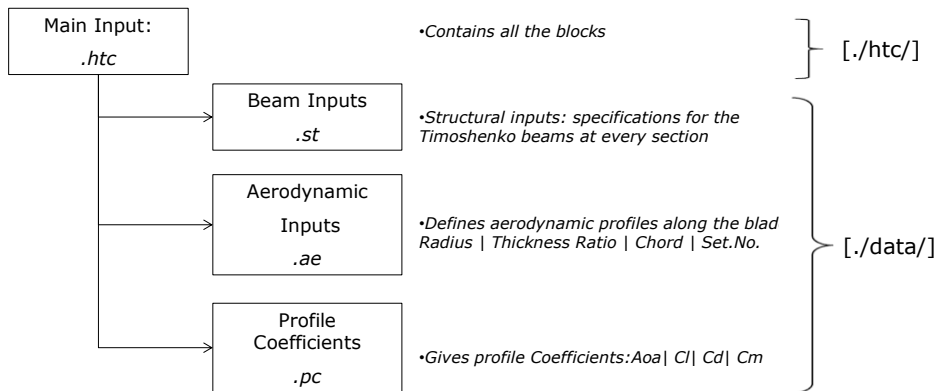 Main Input:
.htc
•Contains all the blocks
[./htc/]
Beam Inputs
.st
•Structural inputs: specifications for the
Timoshenko beams at every section
Aerodynamic
Inputs
.ae
•Defines aerodynamic profiles along the blad
Radius | Thickness Ratio | Chord | Set.No.
[./data/]
Profile
Coefficients
.pc
•Gives profile Coefficients:Aoa| Cl| Cd| Cm